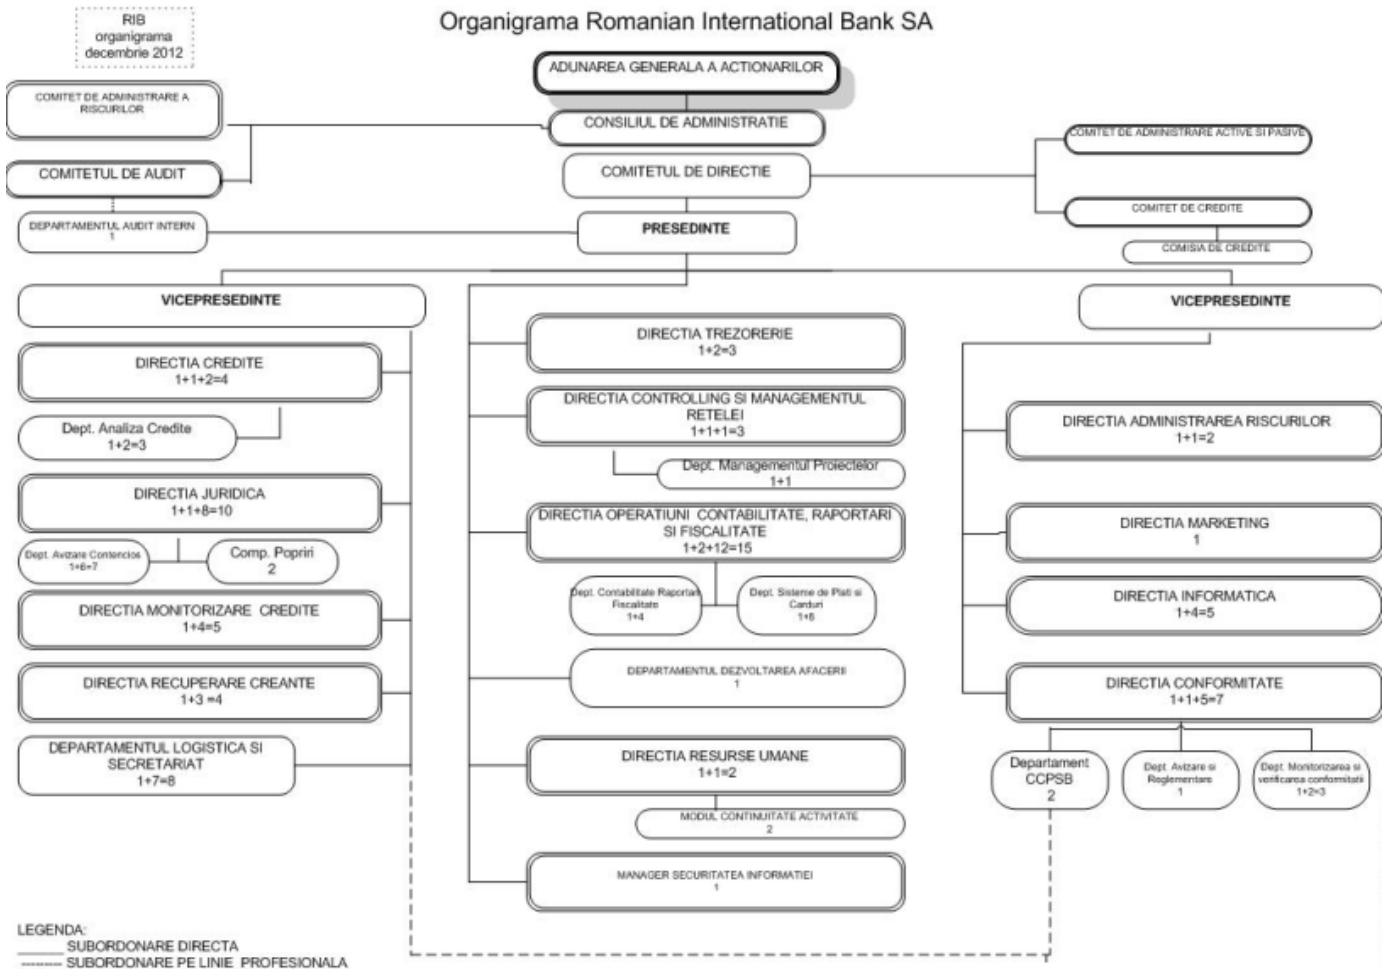 RIB
organigrama
decembrie 2012
Organigrama Romanian International Bank SA
ADUNAREA GENERALA A ACTIONARILOR
COMITET DE ADMINISTRARE A
RISCURILOR
CONSILIUL DE ADMINISTRATIE
COMITET DE ADMINISTRARE ACTIVE SI PASIVE
COMITETUL DE AUDIT
COMITETUL DE DIRECTIE
COMITET DE CREDITE
DEPARTAMENTUL AUDIT INTERN
1
PRESEDINTE
COMISIA DE CREDITE
VICEPRESEDINTE
DIRECTIA CREDITE
1+1+2=4
Dept. Analiza Credite
1+2=3
DIRECTIA JURIDICA
1+1+8=10
Dept. Avizare Contencios
1+6=7
Comp. Popriri
2
DIRECTIA MONITORIZARE CREDITE
1+4=5
DIRECTIA RECUPERARE CREANTE
1+3 =4
DEPARTAMENTUL LOGISTICA SI
SECRETARIAT
1+7=8
DIRECTIA TREZORERIE
1+2=3
DIRECTIA CONTROLLING SI MANAGEMENTUL
RETELEI
1+1+1=3
Dept. Managementul Proiectelor
1+1
DIRECTIA OPERATIUNI CONTABILITATE, RAPORTARI
SI FISCALITATE
1+2+12=15
Dept. Contabilitate Raportari
Fiscalitate
1+4
Dept. Sisteme de Plati si
Carduri
1+6
DEPARTAMENTUL DEZVOLTAREA AFACERII
1
DIRECTIA RESURSE UMANE
1+1=2
MODUL CONTINUITATE ACTIVITATE
2
MANAGER SECURITATEA INFORMATIEI
1
VICEPRESEDINTE
DIRECTIA ADMINISTRAREA RISCURILOR
1+1=2
DIRECTIA MARKETING
1
DIRECTIA INFORMATICA
1+4=5
DIRECTIA CONFORMITATE
1+1+5=7
Departament
CCPSB
2
Dept. Avizare si
Reglementare
1
Dept. Monitorizarea si
verificarea conformitatii
1+2=3
LEGENDA:
SUBORDONARE DIRECTA
SUBORDONARE PE LINIE PROFESIONALA